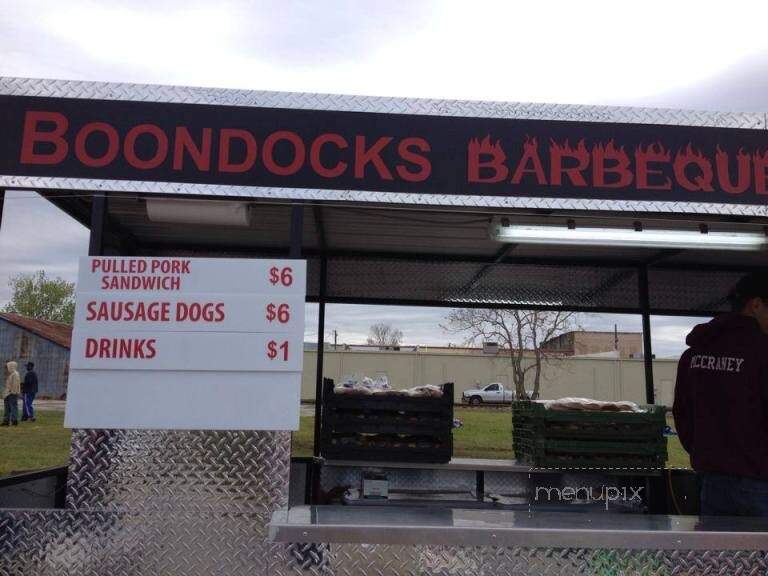 BOONDOCKS BARBEQUE
PULLED PORK
SANDWICH $6
SAUSAGE DOGS $6
DRINKS $1
MCCRANEY
menupix